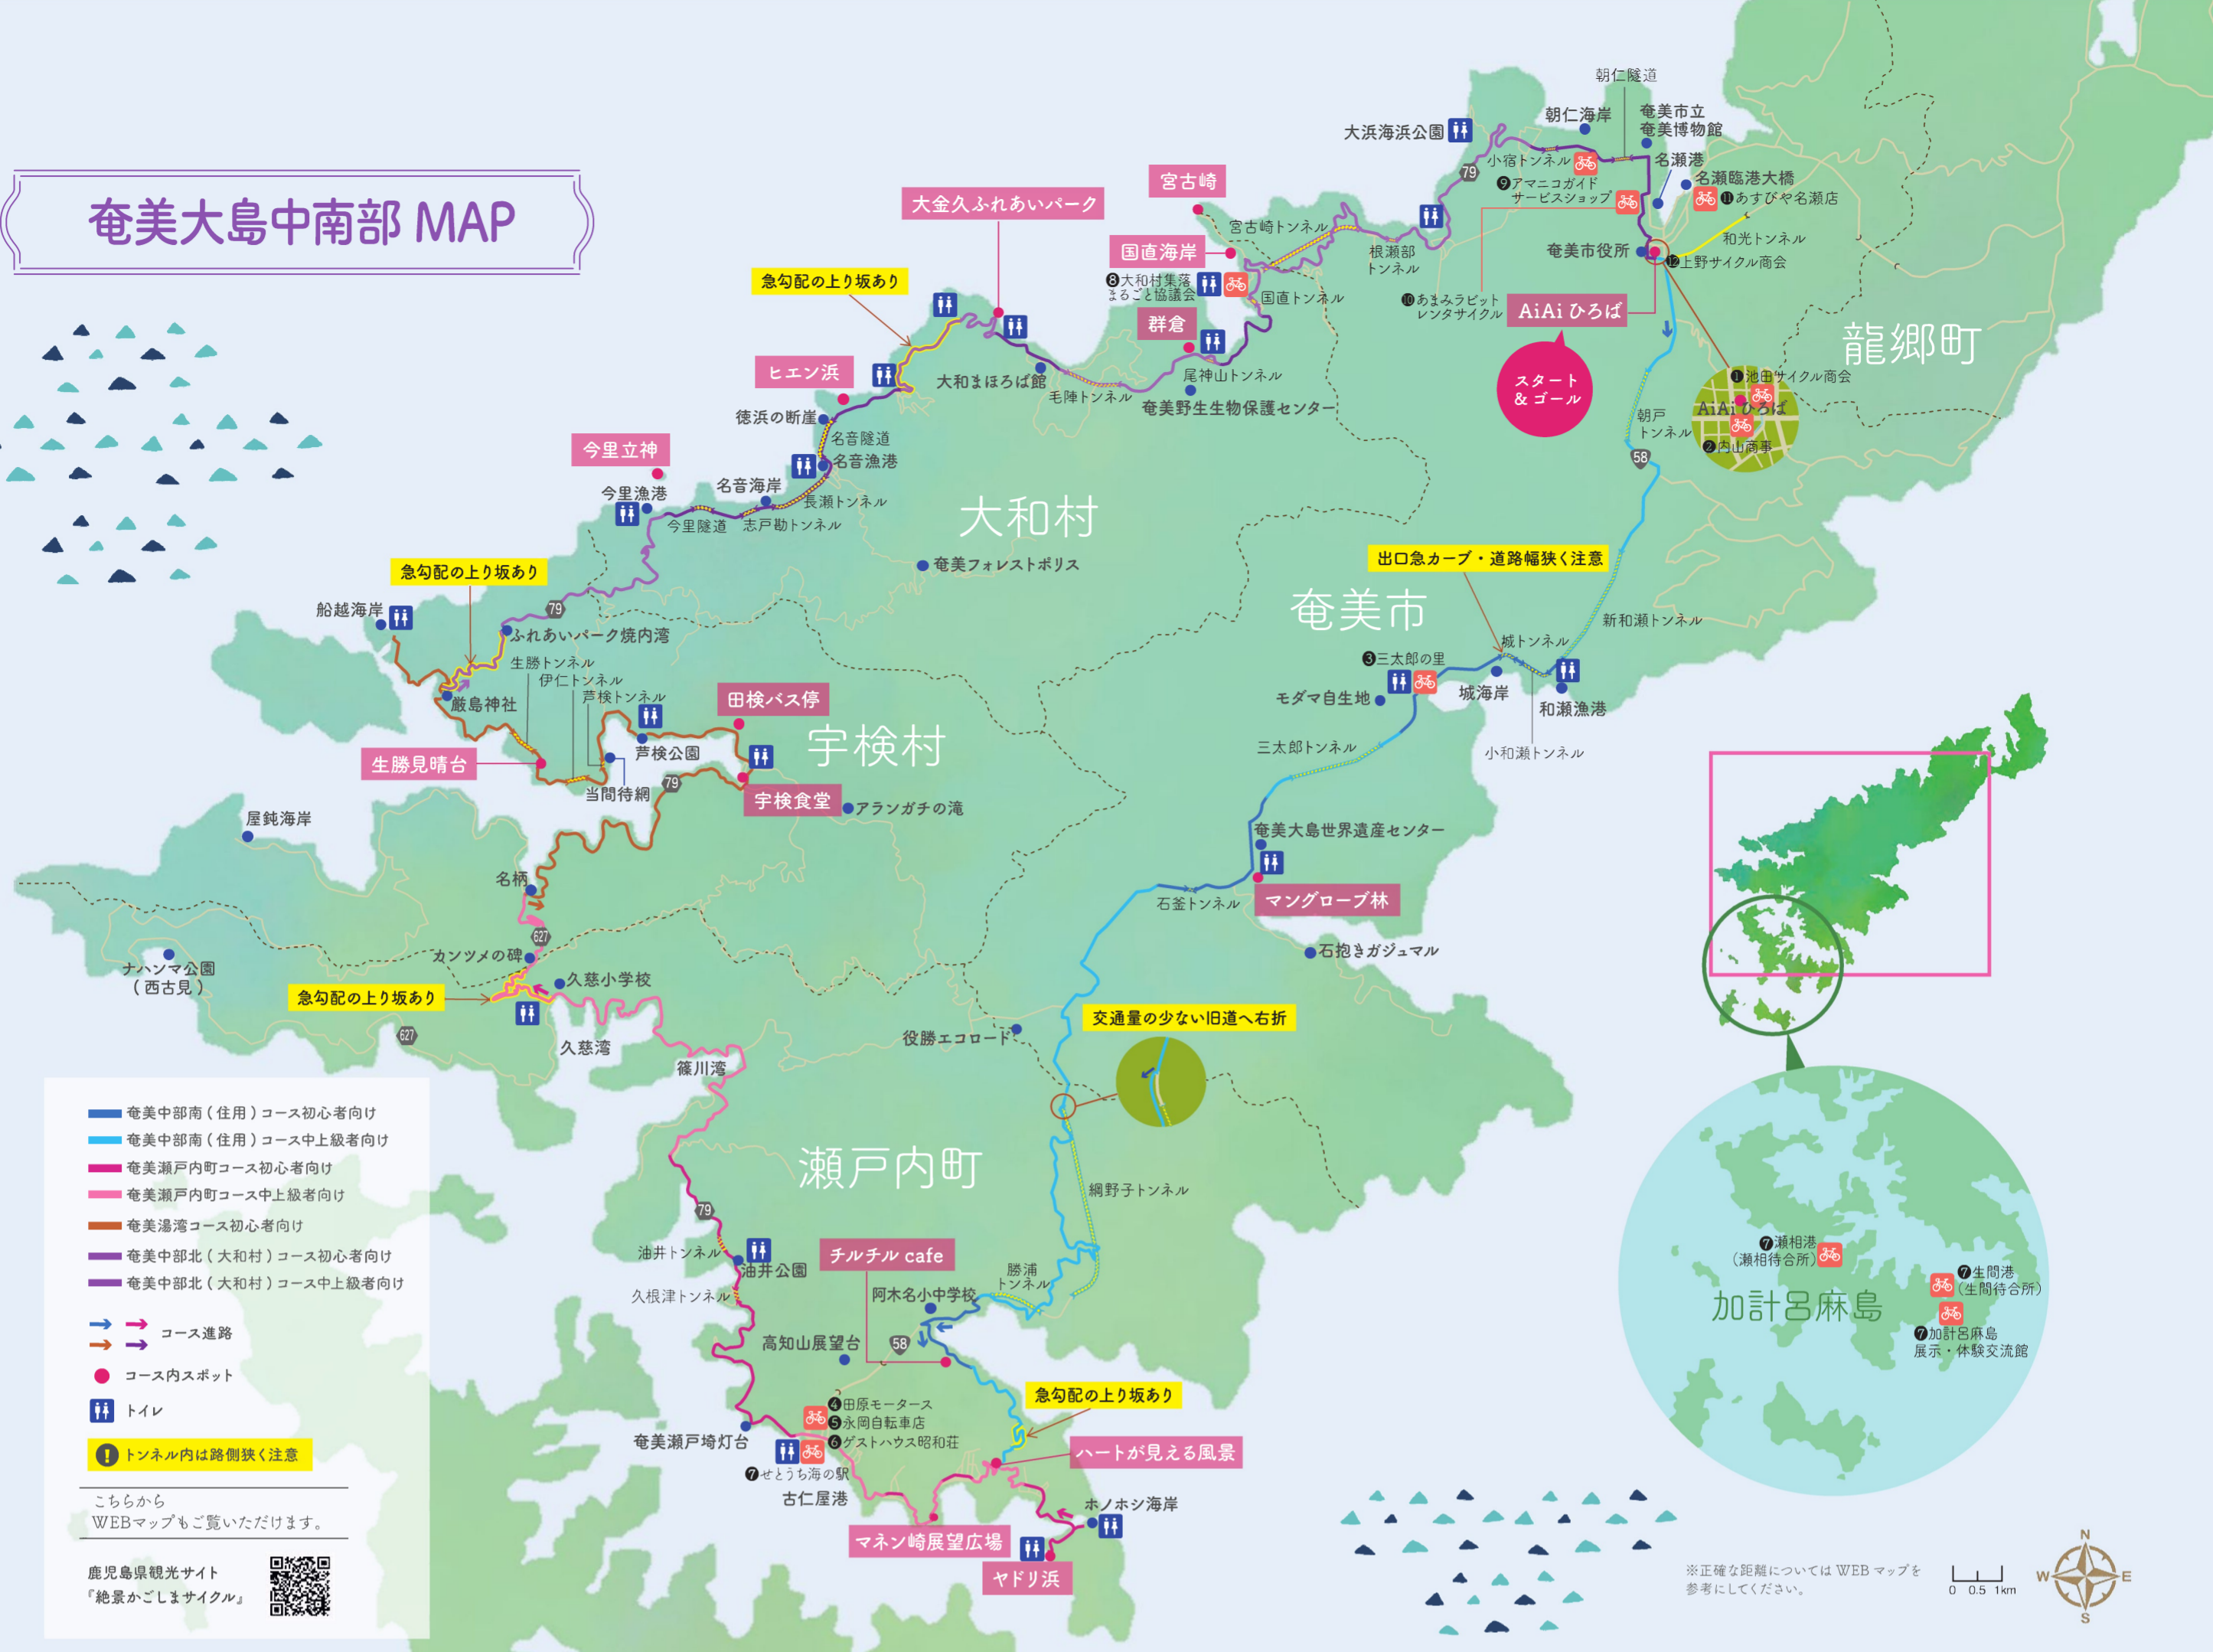 奄美大島中南部 MAP
朝仁隧道
朝仁海岸
奄美市立
奄美博物館
大浜海浜公園
小宿トンネル
名瀬港
79
❾アマニコガイド
サービスショップ
名瀬臨港大橋
⓫あすびや名瀬店
宮古崎
大金久ふれあいパーク
宮古崎トンネル
国直海岸
根瀬部
トンネル
奄美市役所
和光トンネル
⓬上野サイクル商会
急勾配の上り坂あり
❽大和村集落
まるごと協議会
国直トンネル
❿あまみラビット
レンタサイクル
AiAi ひろば
群倉
龍郷町
ヒエン浜
大和まほろば館
毛陣トンネル
尾神山トンネル
奄美野生生物保護センター
スタート
& ゴール
❶池田サイクル商会
AiAi ひろば
❷内山商事
徳浜の断崖
名音隧道
朝戸
トンネル
58
今里立神
名音漁港
今里漁港
名音海岸
長瀬トンネル
今里隧道
志戸勘トンネル
大和村
奄美フォレストポリス
急勾配の上り坂あり
出口急カーブ・道路幅狭く注意
奄美市
船越海岸
79
ふれあいパーク焼内湾
新和瀬トンネル
城トンネル
生勝トンネル
伊仁トンネル
芦検トンネル
❸三太郎の里
モダマ自生地
城海岸
和瀬漁港
厳島神社
田検バス停
宇検村
芦検公園
三太郎トンネル
小和瀬トンネル
生勝見晴台
当間待網
79
宇検食堂
アランガチの滝
屋鈍海岸
奄美大島世界遺産センター
名柄
石釜トンネル
マングローブ林
627
カンツメの碑
石抱きガジュマル
ナハンマ公園
( 西古見 )
久慈小学校
急勾配の上り坂あり
627
久慈湾
役勝エコロード
交通量の少ない旧道へ右折
篠川湾
瀬戸内町
綱野子トンネル
79
油井トンネル
油井公園
チルチル cafe
勝浦
トンネル
久根津トンネル
阿木名小中学校
高知山展望台
58
急勾配の上り坂あり
❹田原モータース
❺永岡自転車店
❻ゲストハウス昭和荘
奄美瀬戸埼灯台
❼せとうち海の駅
古仁屋港
ハートが見える風景
ホノホシ海岸
マネン崎展望広場
ヤドリ浜
❼瀬相港
（瀬相待合所）
❼生間港
（生間待合所）
加計呂麻島
❼加計呂麻島
展示・体験交流館
奄美中部南 ( 住用 ) コース初心者向け
奄美中部南 ( 住用 ) コース中上級者向け
奄美瀬戸内町コース初心者向け
奄美瀬戸内町コース中上級者向け
奄美湯湾コース初心者向け
奄美中部北 ( 大和村 ) コース初心者向け
奄美中部北 ( 大和村 ) コース中上級者向け
コース進路
コース内スポット
トイレ
! トンネル内は路側狭く注意
こちらから
WEBマップもご覧いただけます。
鹿児島県観光サイト
『絶景かごしまサイクル』
※正確な距離については WEB マップを
参考にしてください。
0 0.5 1km
N
W E
S